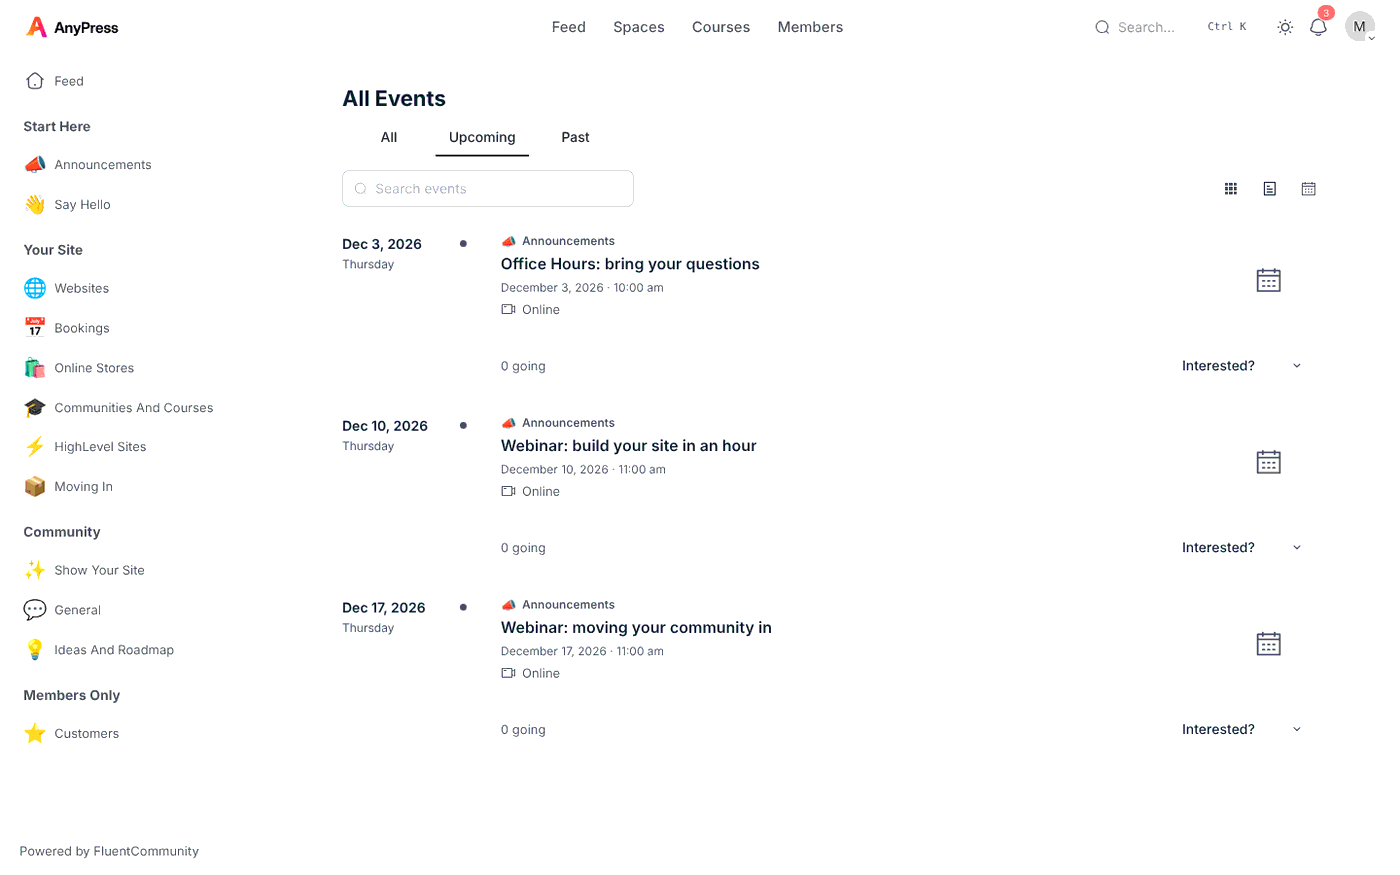 AnyPress
Feed
Spaces
Courses
Members
Search...
Ctrl K
3
M
Feed
Start Here
Announcements
Say Hello
Your Site
Websites
Bookings
Online Stores
Communities And Courses
HighLevel Sites
Moving In
Community
Show Your Site
General
Ideas And Roadmap
Members Only
Customers
Powered by FluentCommunity
All Events
All
Upcoming
Past
Search events
Dec 3, 2026
Thursday
Announcements
Office Hours: bring your questions
December 3, 2026 · 10:00 am
Online
0 going
Interested?
Dec 10, 2026
Thursday
Announcements
Webinar: build your site in an hour
December 10, 2026 · 11:00 am
Online
0 going
Interested?
Dec 17, 2026
Thursday
Announcements
Webinar: moving your community in
December 17, 2026 · 11:00 am
Online
0 going
Interested?